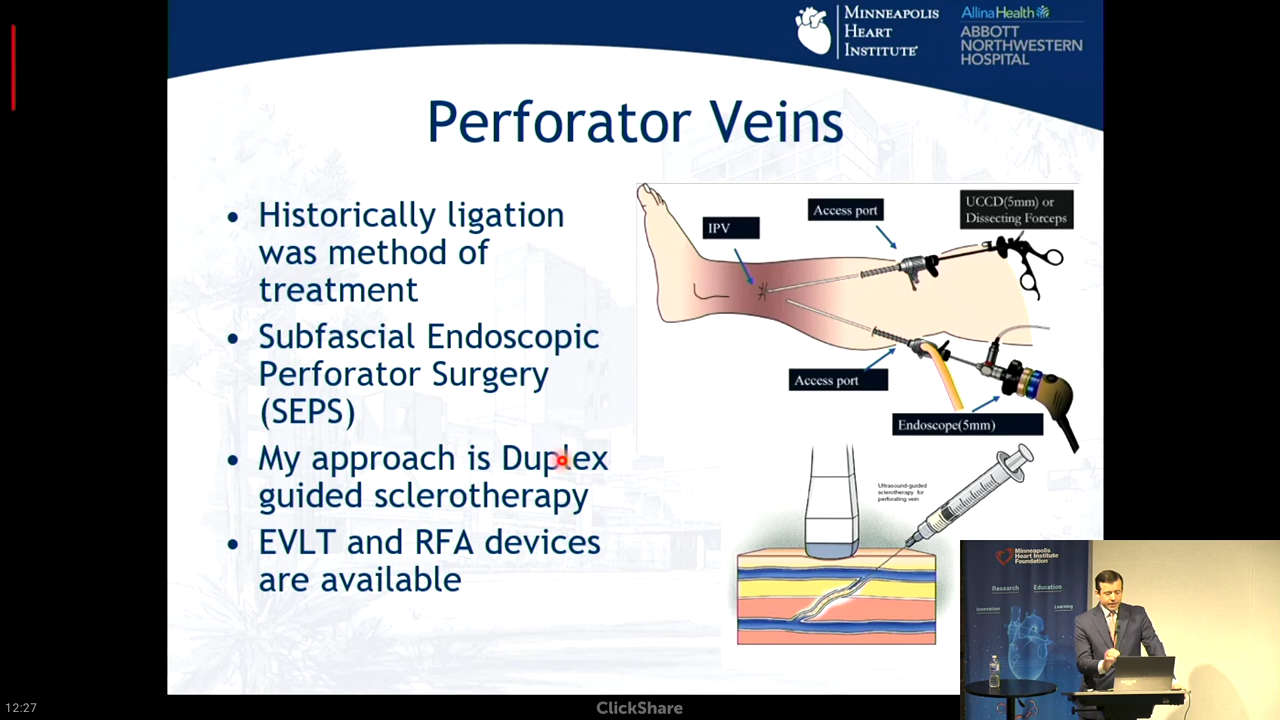 MINNEAPOLIS
HEART
INSTITUTE
AllinaHealth
ABBOTT
NORTHWESTERN
HOSPITAL
Perforator Veins
• Historically ligation
was method of
treatment
• Subfascial Endoscopic
Perforator Surgery
(SEPS)
• My approach is Duplex
guided sclerotherapy
• EVLT and RFA devices
are available
IPV
Access port
UCCD(5mm) or
Dissecting Forceps
Access port
Endoscope(5mm)
Ultrasound-guided
sclerotherapy for
perforating vein
Minneapolis
Heart Institute
Foundation
Research
Education
Innovation
Learning
12:27
ClickShare